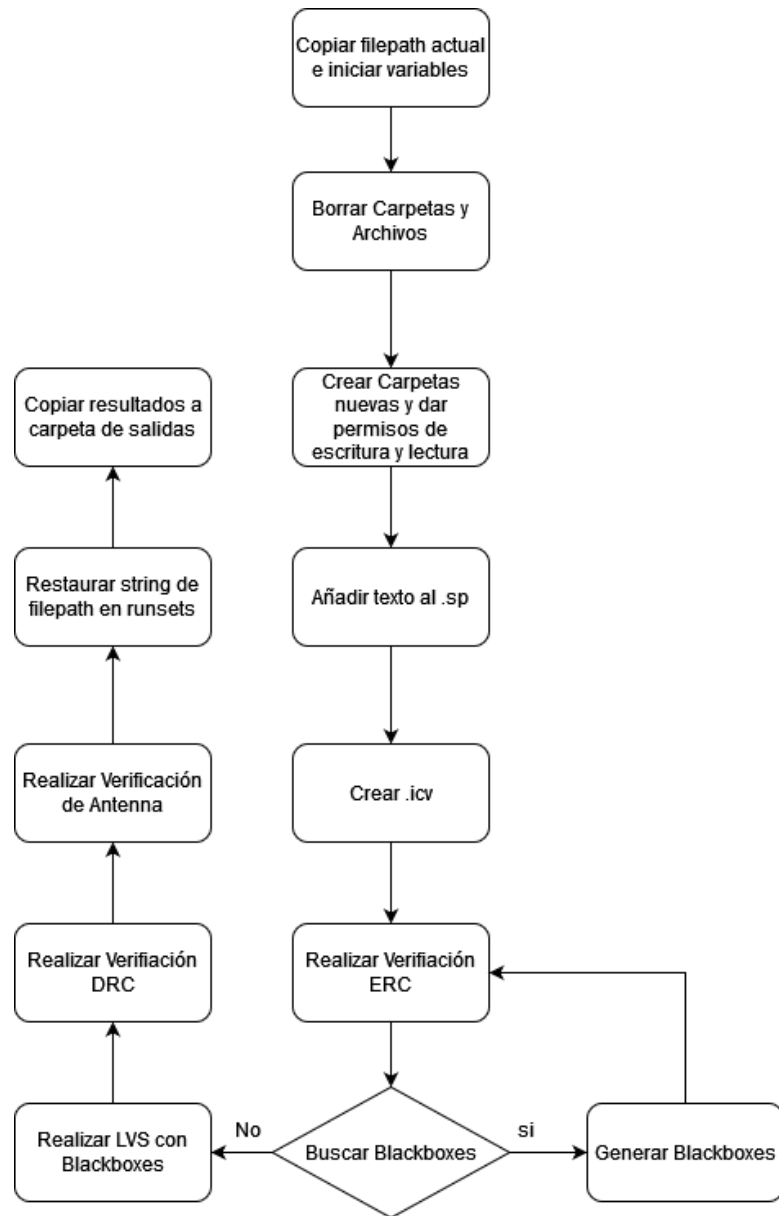 Copiar filepath actual
e iniciar variables
Borrar Carpetas y
Archivos
Crear Carpetas
nuevas y dar
permisos de
escritura y lectura
Añadir texto al .sp
Crear .icv
Realizar Verifiación
ERC
Buscar Blackboxes
si
Generar Blackboxes
No
Realizar LVS con
Blackboxes
Realizar Verifiación
DRC
Realizar Verificación
de Antenna
Restaurar string de
filepath en runsets
Copiar resultados a
carpeta de salidas